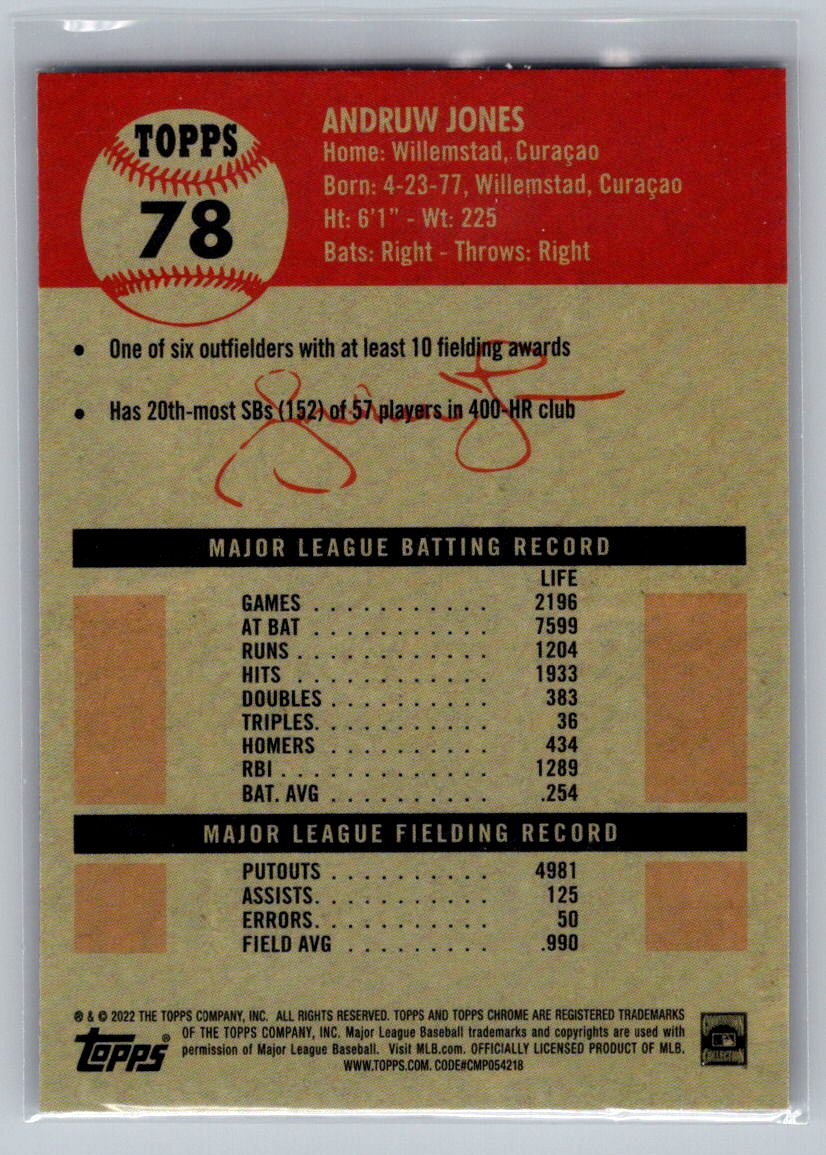 TOPPS
78
ANDRUW JONES
Home: Willemstad, Curaçao
Born: 4-23-77, Willemstad, Curaçao
Ht: 6'1" - Wt: 225
Bats: Right - Throws: Right
• One of six outfielders with at least 10 fielding awards
• Has 20th-most SBs (152) of 57 players in 400-HR club
MAJOR LEAGUE BATTING RECORD
LIFE
GAMES . . . . . . . . . . . 2196
AT BAT . . . . . . . . . . . 7599
RUNS . . . . . . . . . . . . 1204
HITS . . . . . . . . . . . 1933
DOUBLES . . . . . . . . . . 383
TRIPLES. . . . . . . . . . . 36
HOMERS . . . . . . . . . . 434
RBI . . . . . . . . . . . . . 1289
BAT. AVG . . . . . . . . . . .254
MAJOR LEAGUE FIELDING RECORD
PUTOUTS . . . . . . . . . . 4981
ASSISTS. . . . . . . . . . . 125
ERRORS. . . . . . . . . . . 50
FIELD AVG . . . . . . . . . .990
® & © 2022 THE TOPPS COMPANY, INC. ALL RIGHTS RESERVED. TOPPS AND TOPPS CHROME ARE REGISTERED TRADEMARKS
OF THE TOPPS COMPANY, INC. Major League Baseball trademarks and copyrights are used with
permission of Major League Baseball. Visit MLB.com. OFFICIALLY LICENSED PRODUCT OF MLB.
WWW.TOPPS.COM. CODE#CMP054218
topps®
COLLECTION